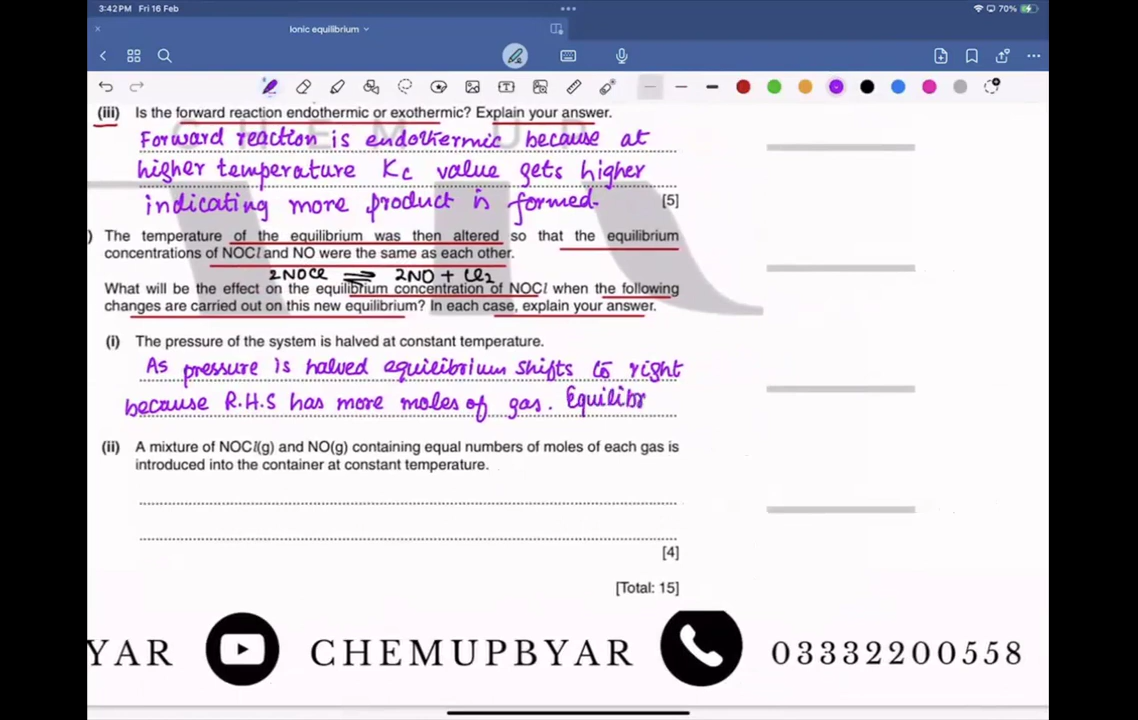 3:42 PM Fri 16 Feb
70%
Ionic equilibrium
(iii) Is the forward reaction endothermic or exothermic? Explain your answer.
Forward reaction is endothermic because at
higher temperature Kc value gets higher
indicating more product is formed.
[5]
) The temperature of the equilibrium was then altered so that the equilibrium
concentrations of NOCl and NO were the same as each other.
2NOCl ⇌ 2NO + Cl2
What will be the effect on the equilibrium concentration of NOCl when the following
changes are carried out on this new equilibrium? In each case, explain your answer.
(i) The pressure of the system is halved at constant temperature.
As pressure is halved equilibrium shifts to right
because R.H.S has more moles of gas. Equilibr
(ii) A mixture of NOCl(g) and NO(g) containing equal numbers of moles of each gas is
introduced into the container at constant temperature.
[4]
[Total: 15]
YAR CHEMUPBYAR 03332200558